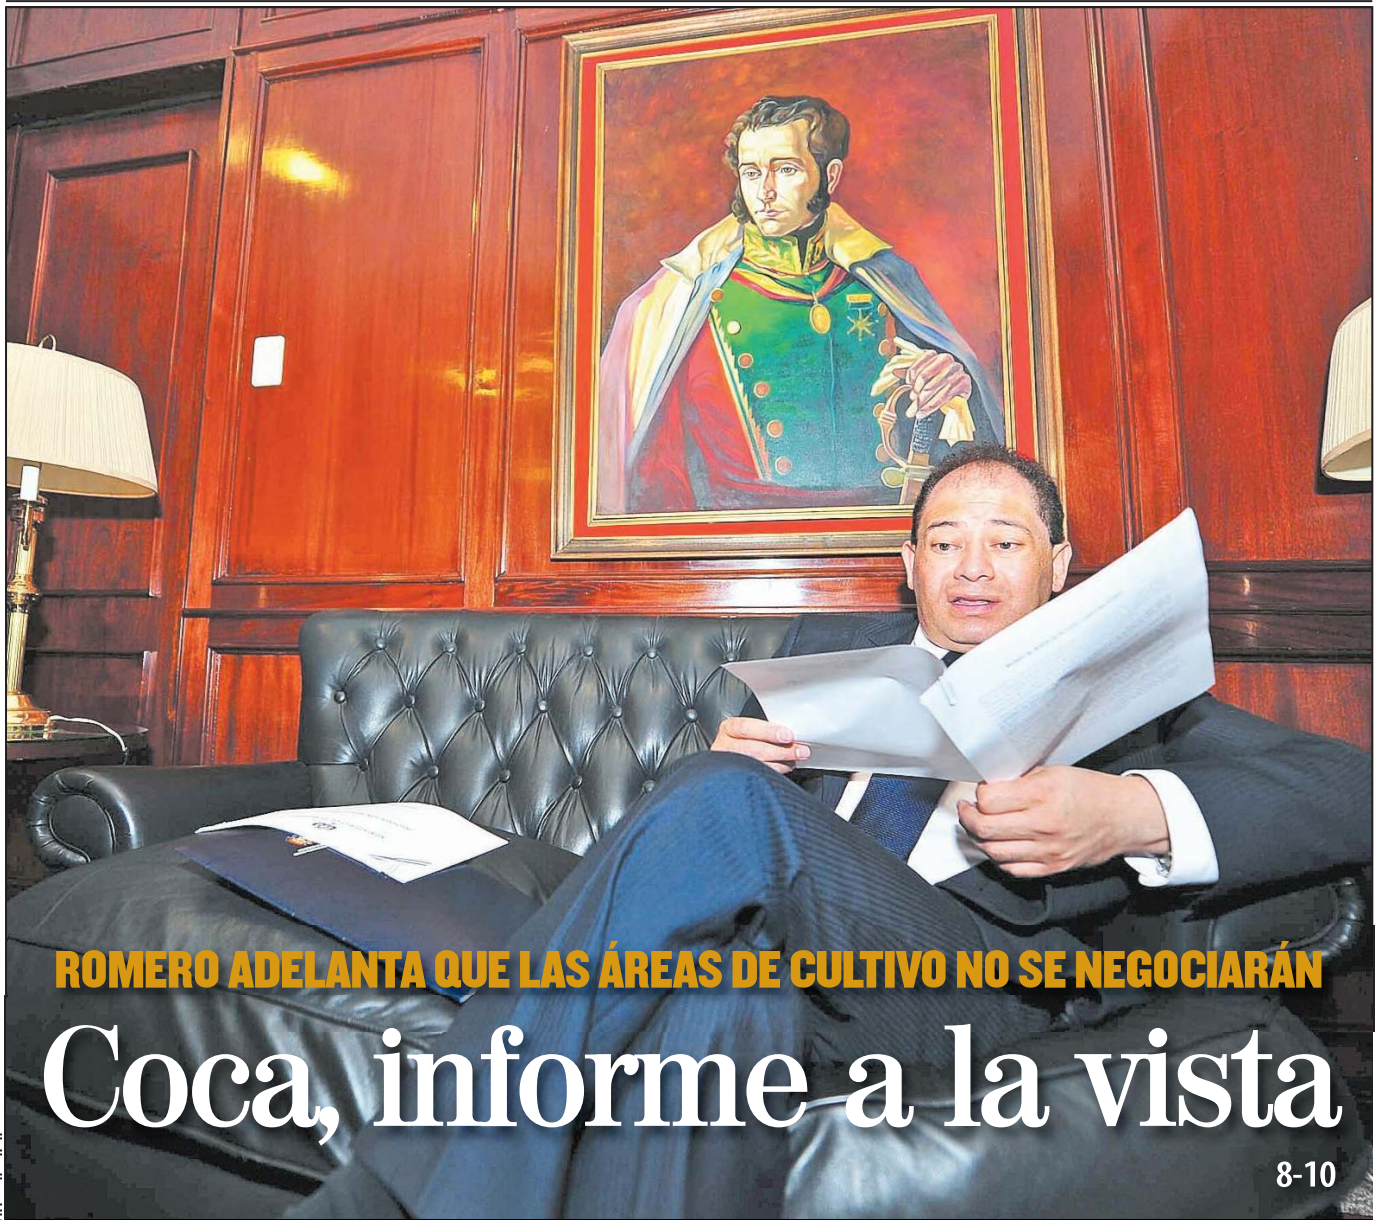 ROMERO ADELANTA QUE LAS ÁREAS DE CULTIVO NO SE NEGOCIARÁN
Coca, informe a la vista
8-10